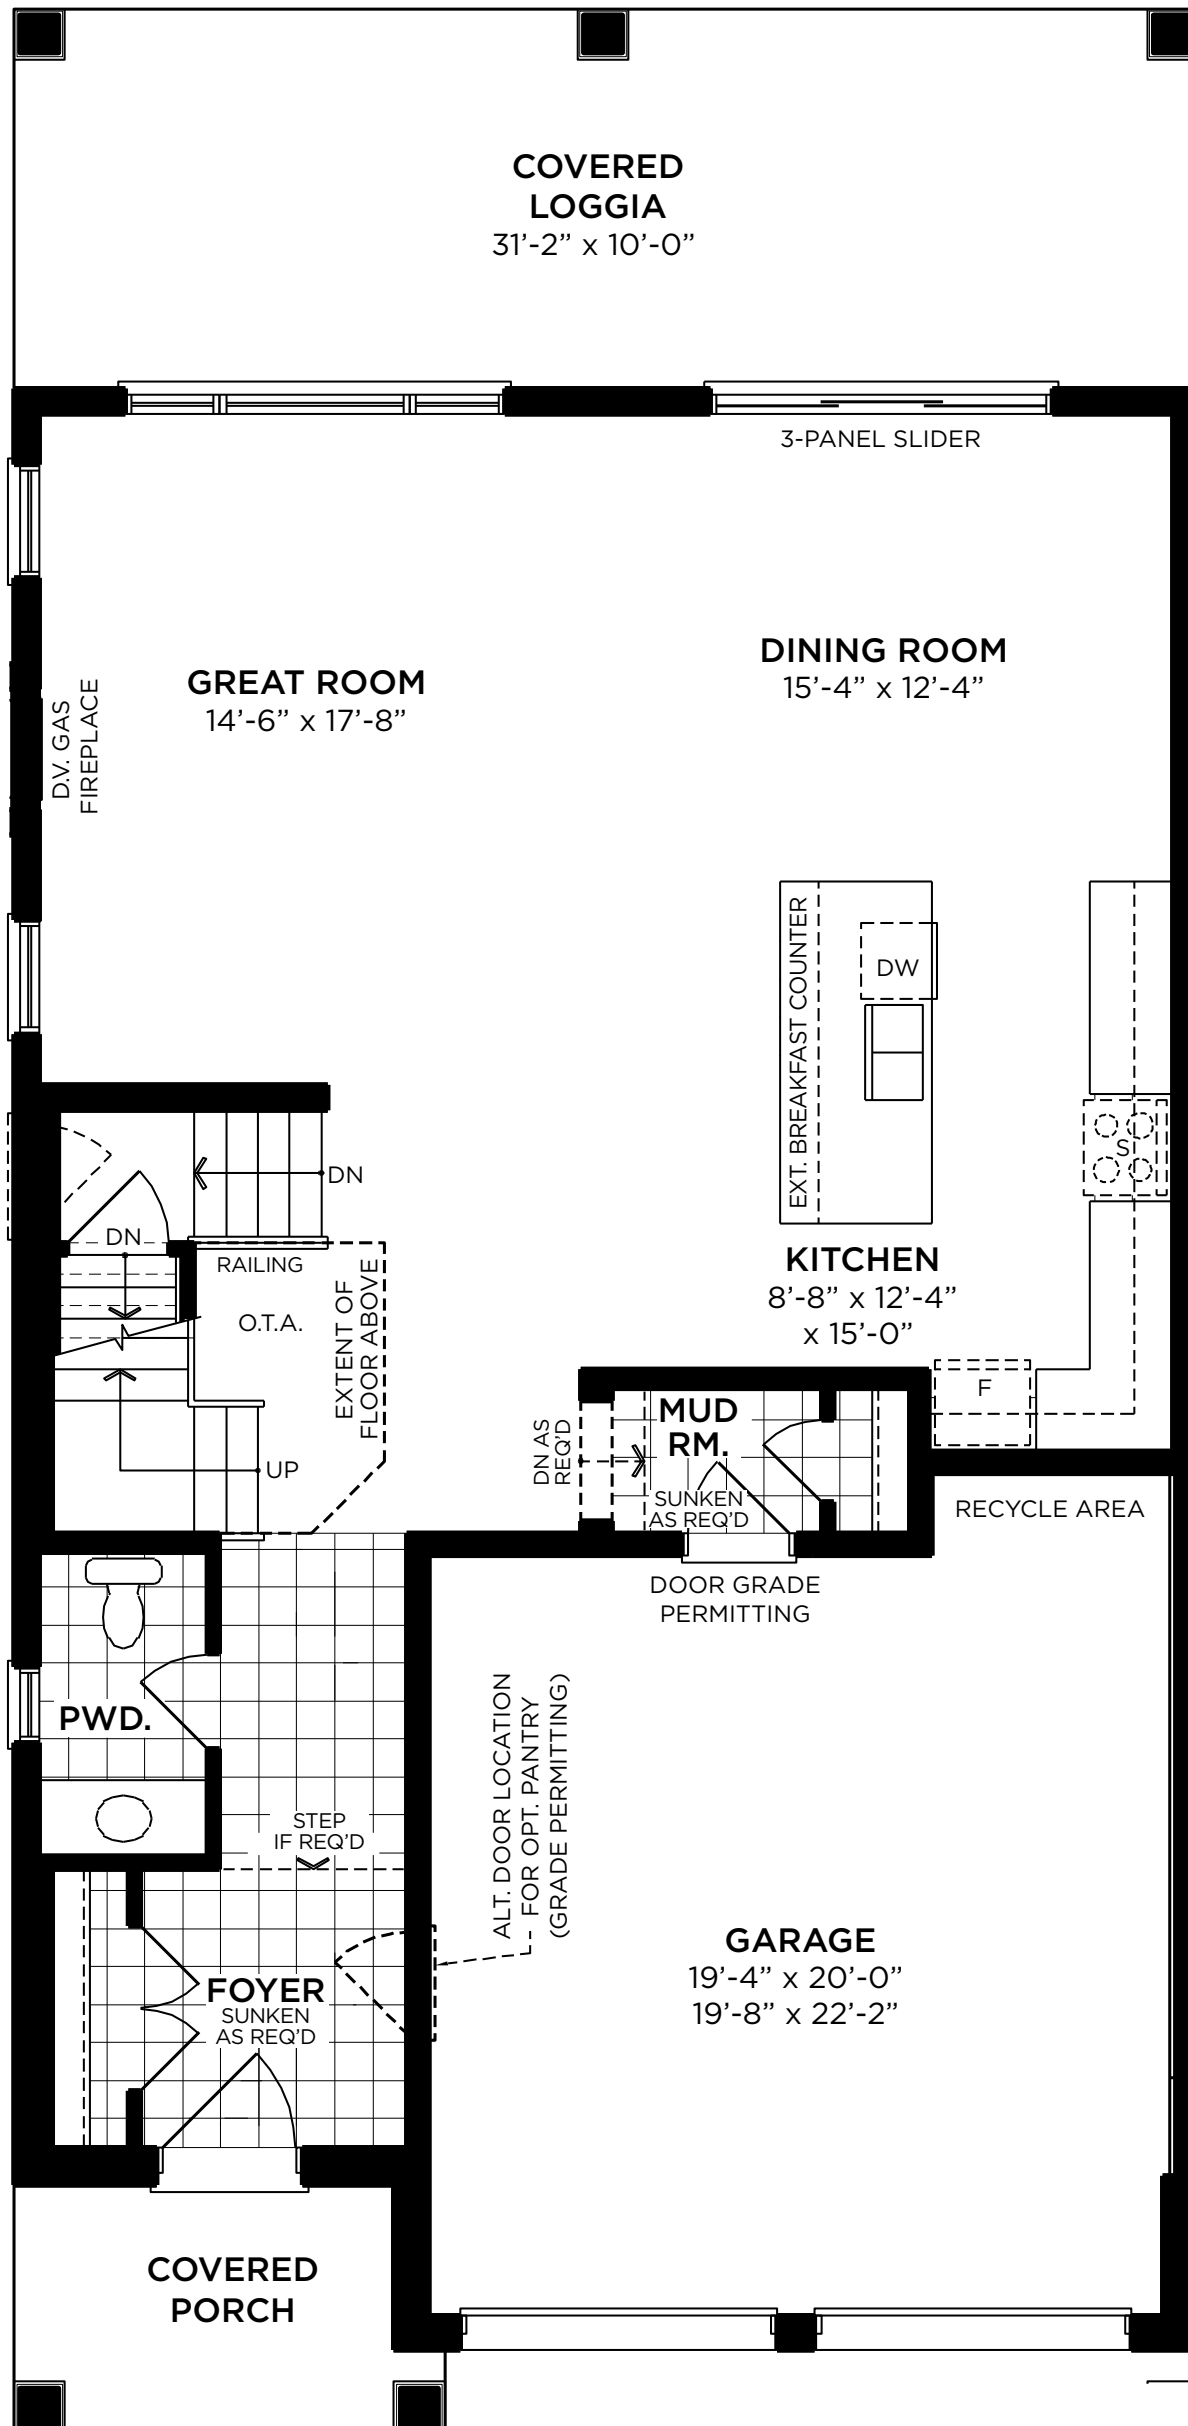 COVERED
LOGGIA
31’-2” x 10’-0”
3-PANEL SLIDER
GREAT ROOM
14’-6” x 17’-8”
DINING ROOM
15’-4” x 12’-4”
D.V. GAS
FIREPLACE
EXT. BREAKFAST COUNTER
DW
S
DN
DN
RAILING
O.T.A.
EXTENT OF
FLOOR ABOVE
KITCHEN
8’-8” x 12’-4”
x 15’-0”
F
UP
DN AS
REQ’D
MUD
RM.
SUNKEN
AS REQ’D
RECYCLE AREA
DOOR GRADE
PERMITTING
PWD.
STEP
IF REQ’D
ALT. DOOR LOCATION
FOR OPT. PANTRY
(GRADE PERMITTING)
FOYER
SUNKEN
AS REQ’D
GARAGE
19’-4” x 20’-0”
19’-8” x 22’-2”
COVERED
PORCH